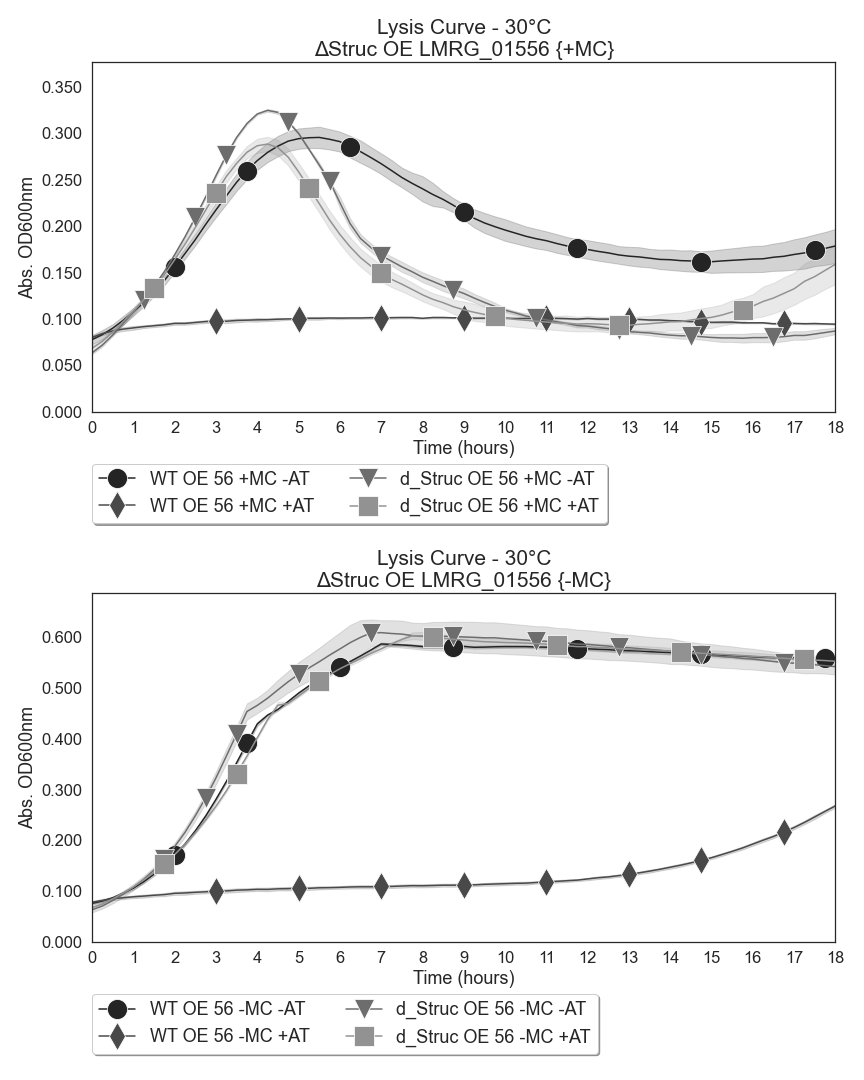 Lysis Curve - 30°C
ΔStruc OE LMRG_01556 {+MC}
0.350
0.300
0.250
0.200
0.150
0.100
0.050
0.000
Abs. OD600nm
0 1 2 3 4 5 6 7 8 9 10 11 12 13 14 15 16 17 18
Time (hours)
WT OE 56 +MC -AT
d_Struc OE 56 +MC -AT
WT OE 56 +MC +AT
d_Struc OE 56 +MC +AT
Lysis Curve - 30°C
ΔStruc OE LMRG_01556 {-MC}
0.600
0.500
0.400
0.300
0.200
0.100
0.000
Abs. OD600nm
0 1 2 3 4 5 6 7 8 9 10 11 12 13 14 15 16 17 18
Time (hours)
WT OE 56 -MC -AT
d_Struc OE 56 -MC -AT
WT OE 56 -MC +AT
d_Struc OE 56 -MC +AT